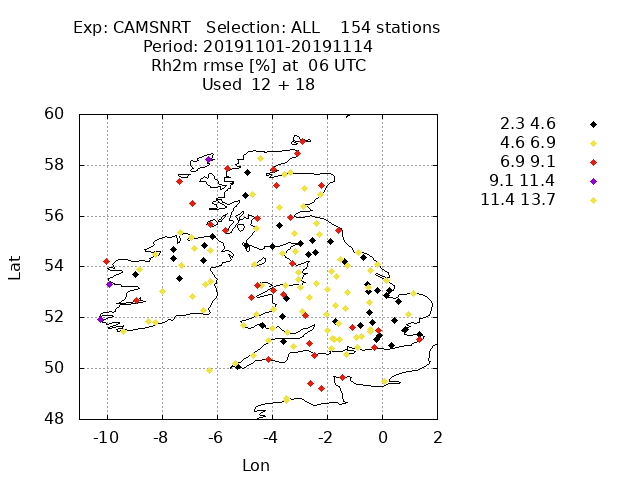 Exp: CAMSNRT   Selection: ALL    154 stations
Period: 20191101-20191114
Rh2m rmse [%] at  06 UTC
Used  12 + 18
2.3 4.6
4.6 6.9
6.9 9.1
9.1 11.4
11.4 13.7
60
58
56
54
52
50
48
Lat
-10 -8 -6 -4 -2 0 2
Lon